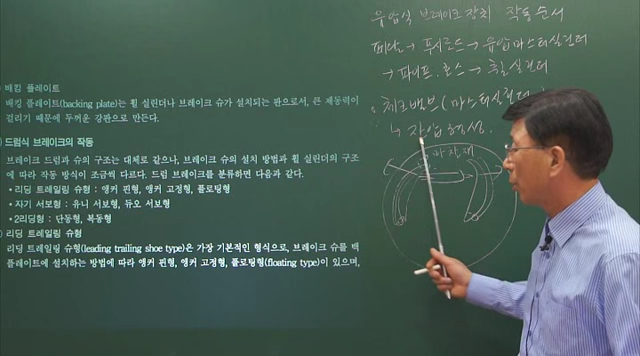 유압식 브레이크 장치 작동순서
페달 → 푸시로드 → 유압마스터실린더
→ 파이프.호스 → 휠실린더
체크밸브(마스터실린더)
↳ 잔압형성.
배킹 플레이트
배킹 플레이트(backing plate)는 휠 실린더나 브레이크 슈가 설치되는 판으로서, 큰 제동력이
걸리기 때문에 두꺼운 강판으로 만든다.
) 드럼식 브레이크의 작동
브레이크 드럼과 슈의 구조는 대체로 같으나, 브레이크 슈의 설치 방법과 휠 실린더의 구조
에 따라 작동 방식이 조금씩 다르다. 드럼 브레이크를 분류하면 다음과 같다.
• 리딩 트레일링 슈형 : 앵커 핀형, 앵커 고정형, 플로팅형
• 자기 서보형 : 유니 서보형, 듀오 서보형
• 2리딩형 : 단동형, 복동형
) 리딩 트레일링 슈형
리딩 트레일링 슈형(leading trailing shoe type)은 가장 기본적인 형식으로, 브레이크 슈를 백
플레이트에 설치하는 방법에 따라 앵커 핀형, 앵커 고정형, 플로팅형(floating type)이 있으며,